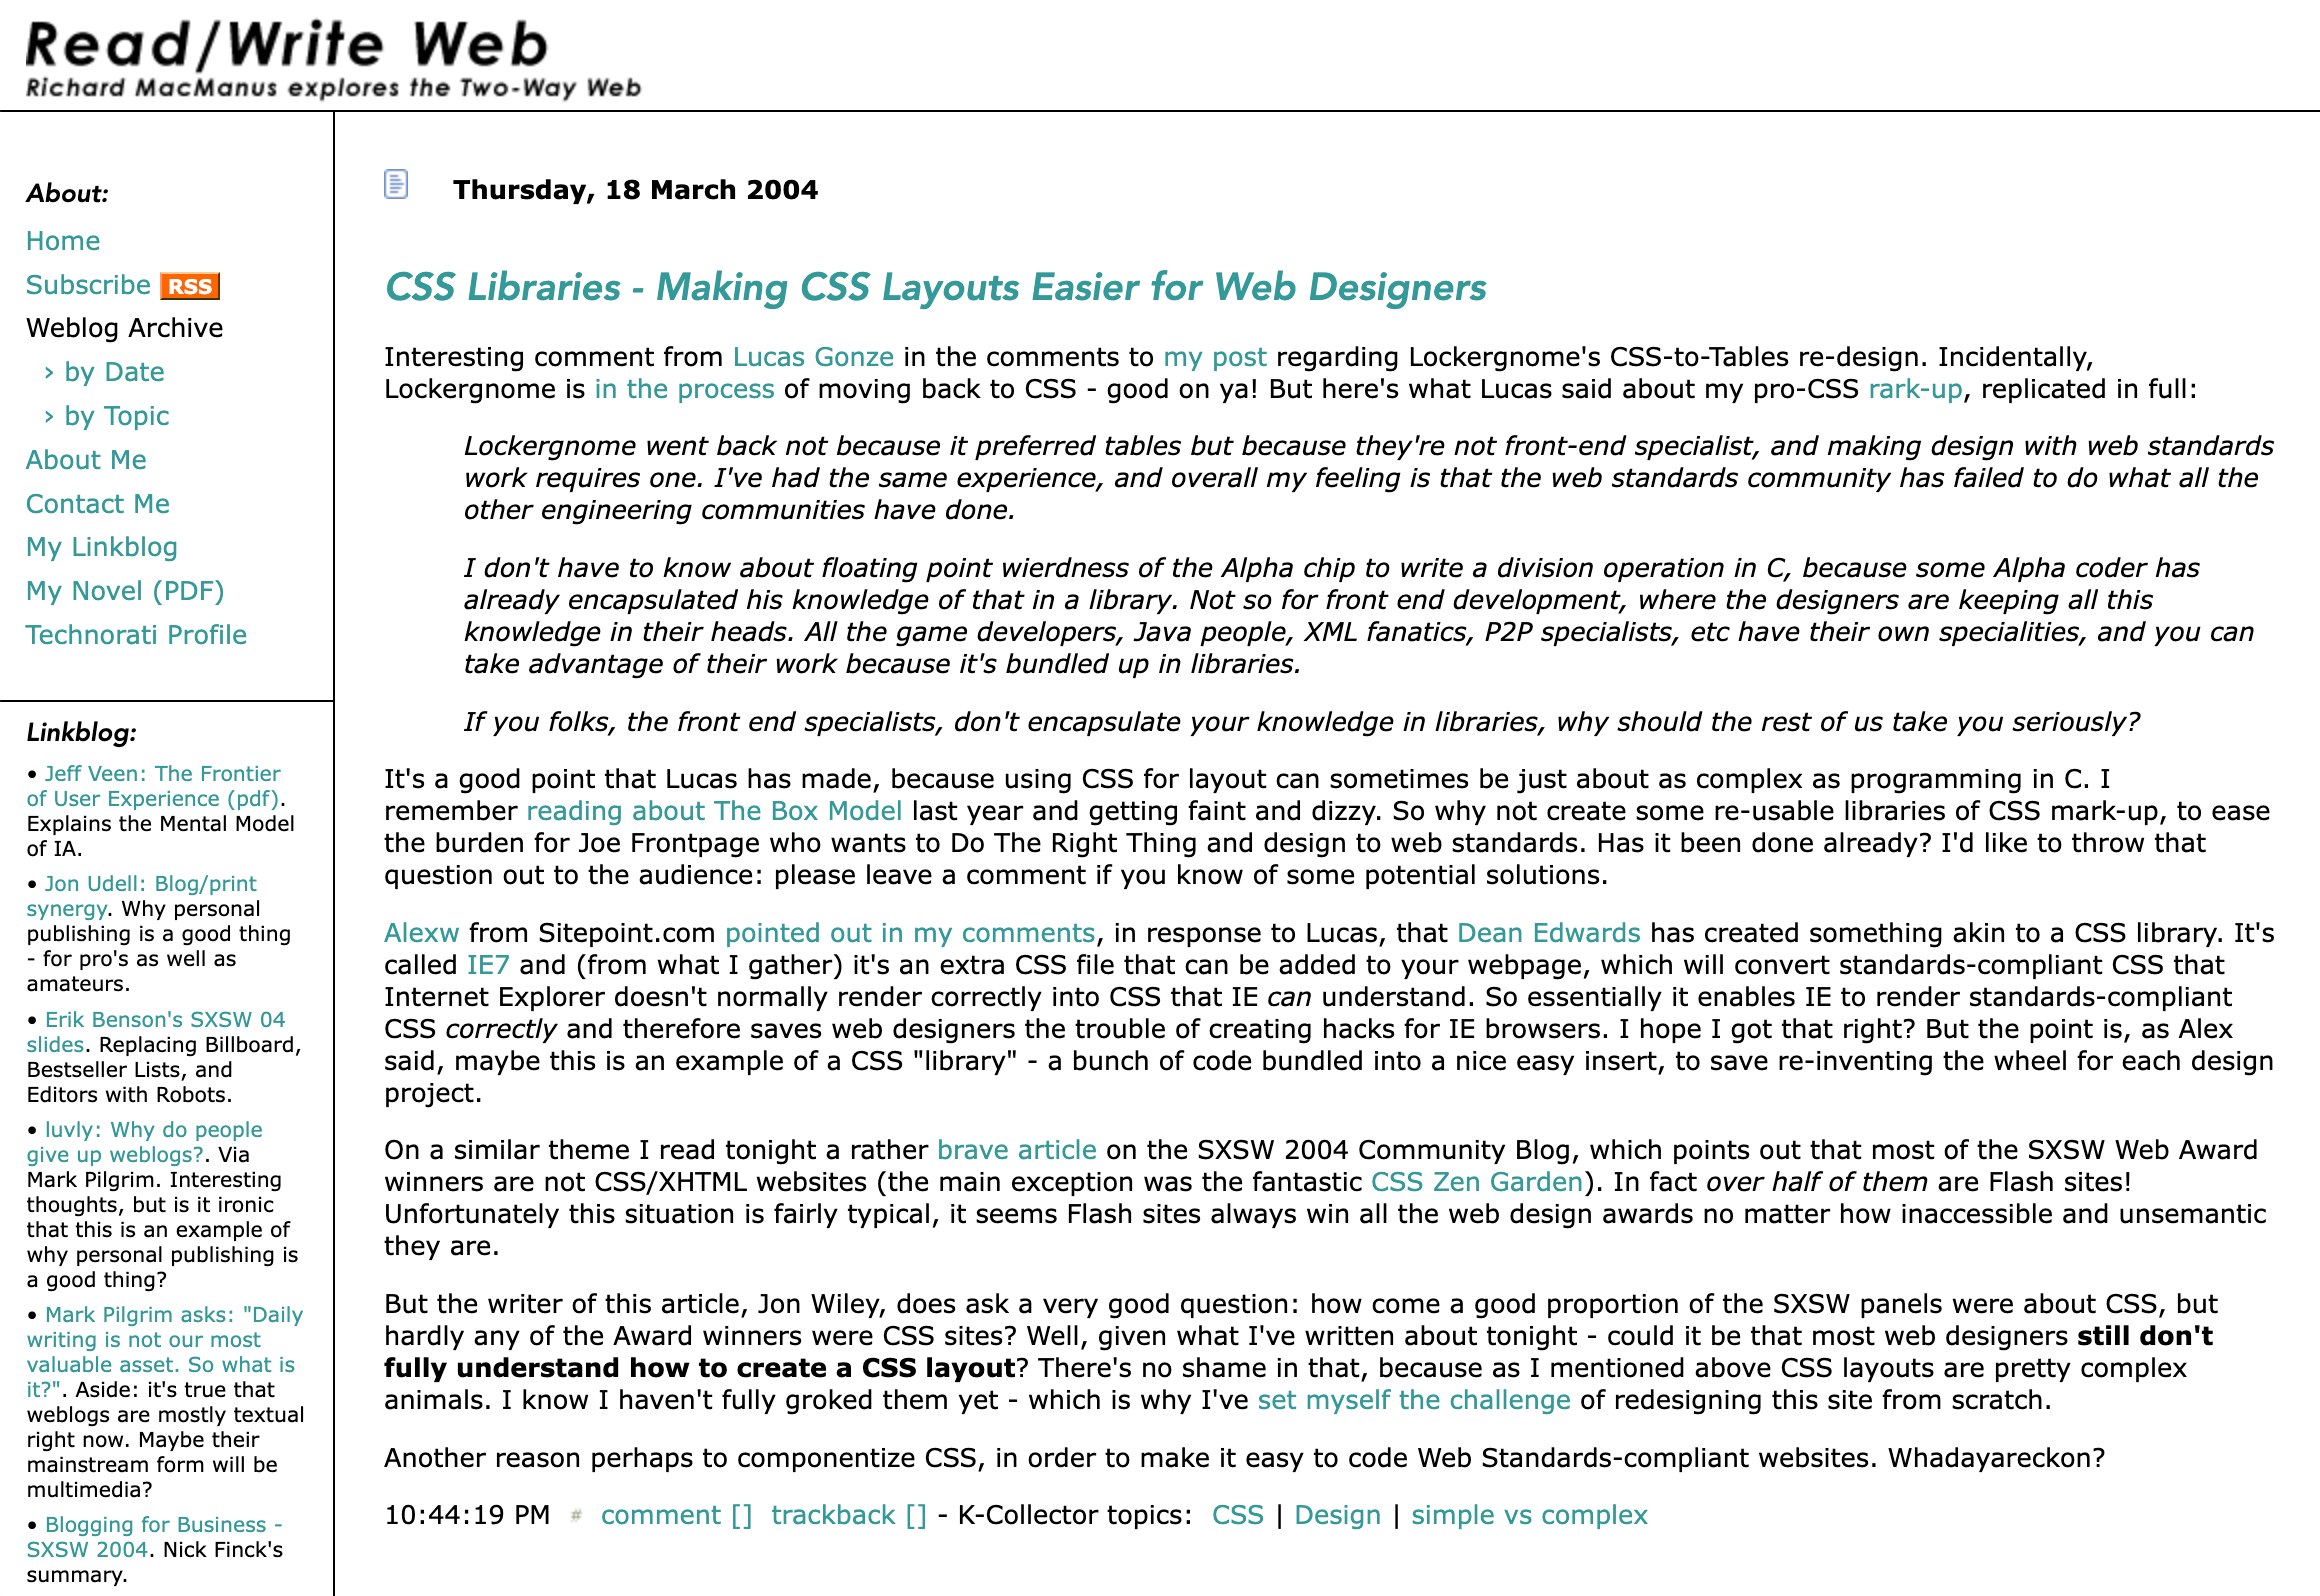 Read/Write Web
Richard MacManus explores the Two-Way Web
About:
Home
Subscribe RSS
Weblog Archive
› by Date
› by Topic
About Me
Contact Me
My Linkblog
My Novel (PDF)
Technorati Profile
Linkblog:
• Jeff Veen: The Frontier
of User Experience (pdf).
Explains the Mental Model
of IA.
• Jon Udell: Blog/print
synergy. Why personal
publishing is a good thing
- for pro's as well as
amateurs.
• Erik Benson's SXSW 04
slides. Replacing Billboard,
Bestseller Lists, and
Editors with Robots.
• luvly: Why do people
give up weblogs?. Via
Mark Pilgrim. Interesting
thoughts, but is it ironic
that this is an example of
why personal publishing is
a good thing?
• Mark Pilgrim asks: "Daily
writing is not our most
valuable asset. So what is
it?". Aside: it's true that
weblogs are mostly textual
right now. Maybe their
mainstream form will be
multimedia?
• Blogging for Business -
SXSW 2004. Nick Finck's
summary.
Thursday, 18 March 2004
CSS Libraries - Making CSS Layouts Easier for Web Designers
Interesting comment from Lucas Gonze in the comments to my post regarding Lockergnome's CSS-to-Tables re-design. Incidentally,
Lockergnome is in the process of moving back to CSS - good on ya! But here's what Lucas said about my pro-CSS rark-up, replicated in full:
Lockergnome went back not because it preferred tables but because they're not front-end specialist, and making design with web standards
work requires one. I've had the same experience, and overall my feeling is that the web standards community has failed to do what all the
other engineering communities have done.
I don't have to know about floating point wierdness of the Alpha chip to write a division operation in C, because some Alpha coder has
already encapsulated his knowledge of that in a library. Not so for front end development, where the designers are keeping all this
knowledge in their heads. All the game developers, Java people, XML fanatics, P2P specialists, etc have their own specialities, and you can
take advantage of their work because it's bundled up in libraries.
If you folks, the front end specialists, don't encapsulate your knowledge in libraries, why should the rest of us take you seriously?
It's a good point that Lucas has made, because using CSS for layout can sometimes be just about as complex as programming in C. I
remember reading about The Box Model last year and getting faint and dizzy. So why not create some re-usable libraries of CSS mark-up, to ease
the burden for Joe Frontpage who wants to Do The Right Thing and design to web standards. Has it been done already? I'd like to throw that
question out to the audience: please leave a comment if you know of some potential solutions.
Alexw from Sitepoint.com pointed out in my comments, in response to Lucas, that Dean Edwards has created something akin to a CSS library. It's
called IE7 and (from what I gather) it's an extra CSS file that can be added to your webpage, which will convert standards-compliant CSS that
Internet Explorer doesn't normally render correctly into CSS that IE can understand. So essentially it enables IE to render standards-compliant
CSS correctly and therefore saves web designers the trouble of creating hacks for IE browsers. I hope I got that right? But the point is, as Alex
said, maybe this is an example of a CSS "library" - a bunch of code bundled into a nice easy insert, to save re-inventing the wheel for each design
project.
On a similar theme I read tonight a rather brave article on the SXSW 2004 Community Blog, which points out that most of the SXSW Web Award
winners are not CSS/XHTML websites (the main exception was the fantastic CSS Zen Garden). In fact over half of them are Flash sites!
Unfortunately this situation is fairly typical, it seems Flash sites always win all the web design awards no matter how inaccessible and unsemantic
they are.
But the writer of this article, Jon Wiley, does ask a very good question: how come a good proportion of the SXSW panels were about CSS, but
hardly any of the Award winners were CSS sites? Well, given what I've written about tonight - could it be that most web designers still don't
fully understand how to create a CSS layout? There's no shame in that, because as I mentioned above CSS layouts are pretty complex
animals. I know I haven't fully groked them yet - which is why I've set myself the challenge of redesigning this site from scratch.
Another reason perhaps to componentize CSS, in order to make it easy to code Web Standards-compliant websites. Whadayareckon?
10:44:19 PM # comment [] trackback [] - K-Collector topics: CSS | Design | simple vs complex